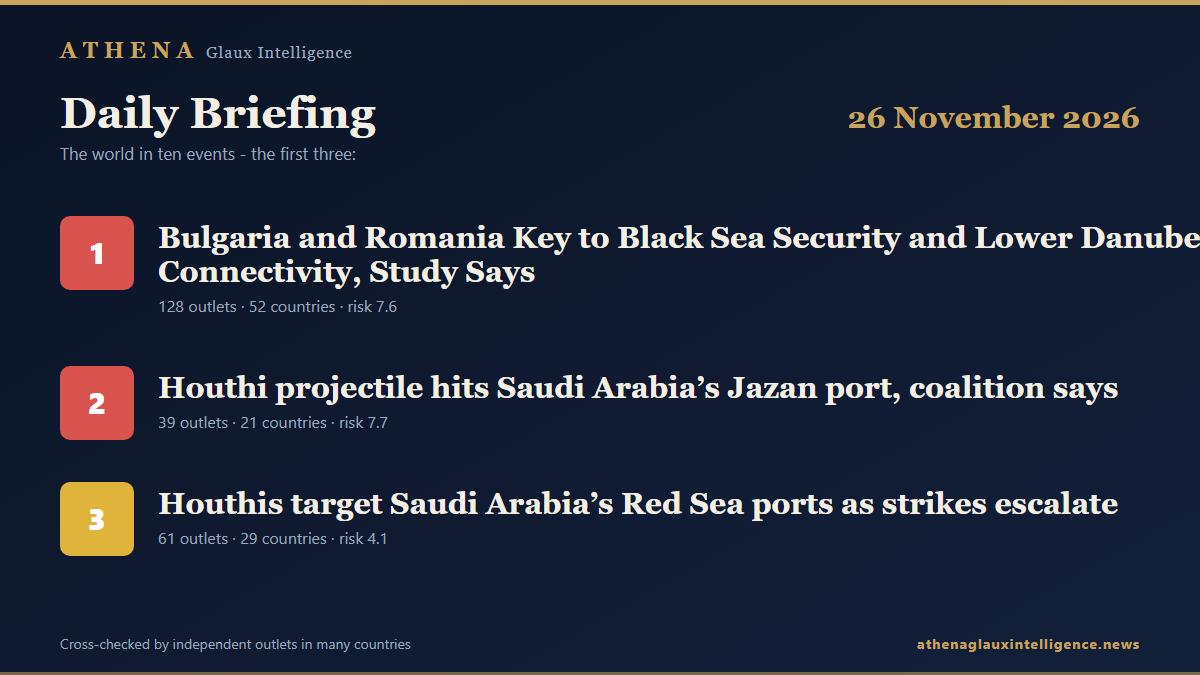 ATHENA Glaux Intelligence
Daily Briefing
26 November 2026
The world in ten events - the first three:
1
Bulgaria and Romania Key to Black Sea Security and Lower Danube
Connectivity, Study Says
128 outlets · 52 countries · risk 7.6
2
Houthi projectile hits Saudi Arabia’s Jazan port, coalition says
39 outlets · 21 countries · risk 7.7
3
Houthis target Saudi Arabia’s Red Sea ports as strikes escalate
61 outlets · 29 countries · risk 4.1
Cross-checked by independent outlets in many countries
athenaglauxintelligence.news